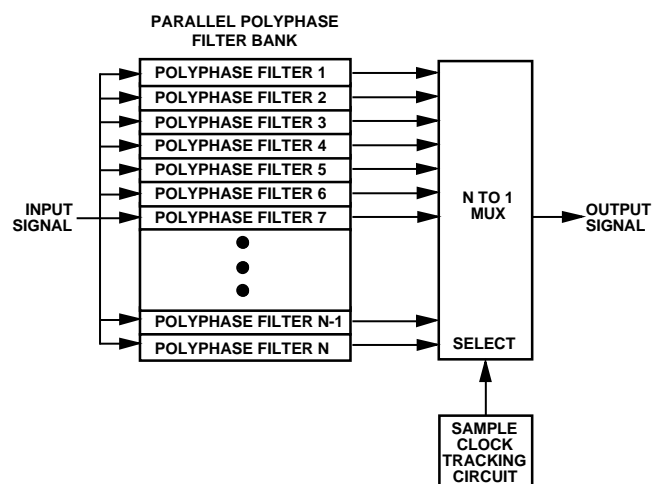 PARALLEL POLYPHASE
FILTER BANK
POLYPHASE FILTER 1
POLYPHASE FILTER 2
POLYPHASE FILTER 3
POLYPHASE FILTER 4
POLYPHASE FILTER 5
POLYPHASE FILTER 6
POLYPHASE FILTER 7
POLYPHASE FILTER N-1
POLYPHASE FILTER N
INPUT
SIGNAL
N TO 1
MUX
SELECT
OUTPUT
SIGNAL
SAMPLE
CLOCK
TRACKING
CIRCUIT